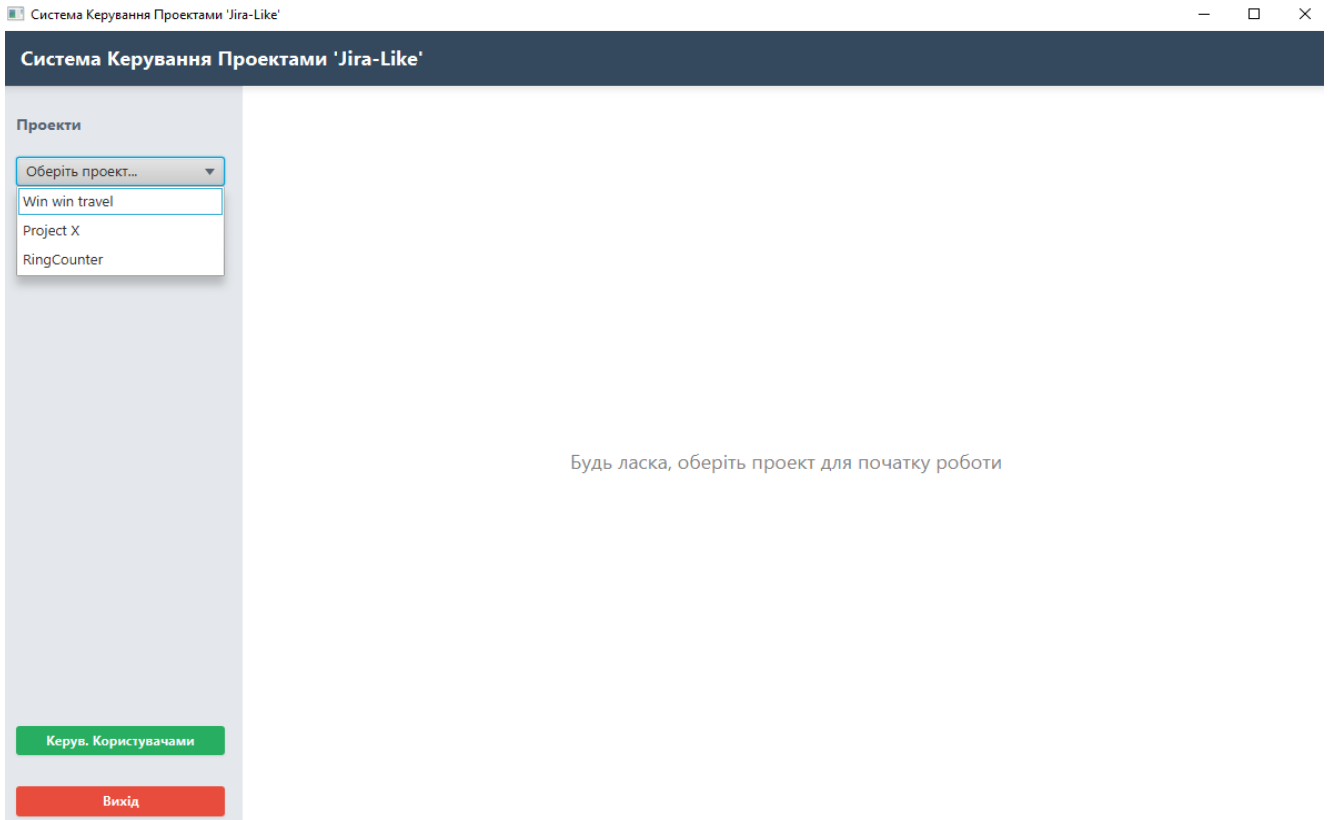 Система Керування Проектами 'Jira-Like'
Система Керування Проектами 'Jira-Like'
Проекти
Оберіть проект...
Win win travel
Project X
RingCounter
Будь ласка, оберіть проект для початку роботи
Керув. Користувачами
Вихід